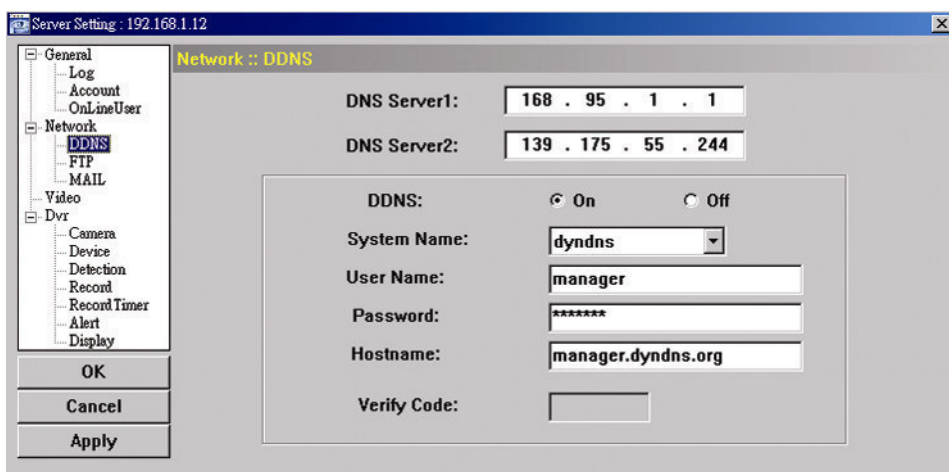 Server Setting : 192.168.1.12
General
Log
Account
OnLineUser
Network
DDNS
FTP
MAIL
Video
Dvr
Camera
Device
Detection
Record
Record Timer
Alert
Display
OK
Cancel
Apply
Network :: DDNS
DNS Server1: 168 . 95 . 1 . 1
DNS Server2: 139 . 175 . 55 . 244
DDNS: On Off
System Name: dyndns
User Name: manager
Password: *******
Hostname: manager.dyndns.org
Verify Code: